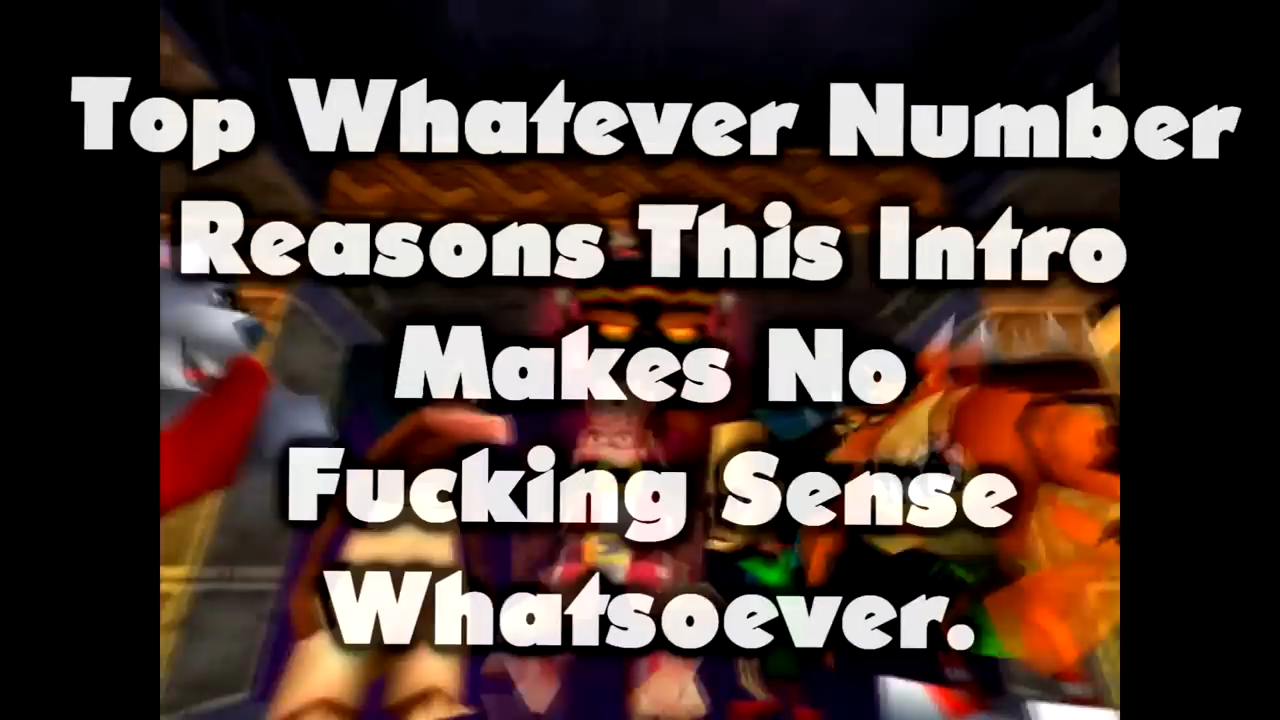 Top Whatever Number
Reasons This Intro
Makes No
Fucking Sense
Whatsoever.